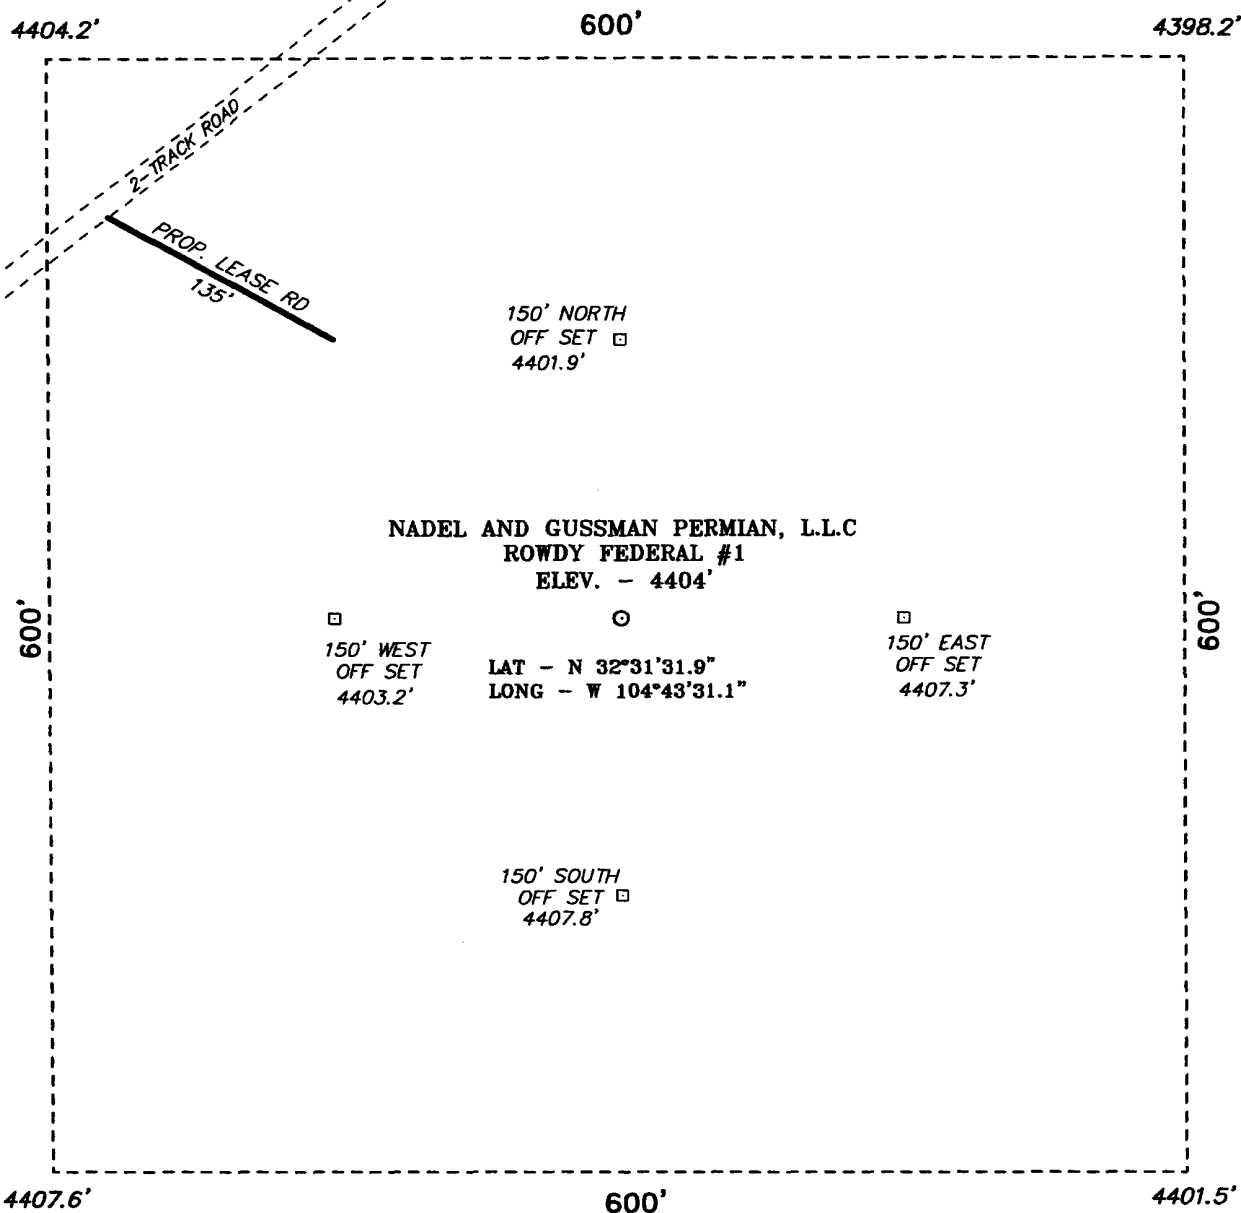 4404.2'
600'
4398.2'
2-TRACK ROAD
PROP. LEASE RD
135'
150' NORTH
OFF SET
4401.9'
NADEL AND GUSSMAN PERMIAN, L.L.C
ROWDY FEDERAL #1
ELEV. - 4404'
600'
600'
150' WEST
OFF SET
4403.2'
LAT - N 32°31'31.9"
LONG - W 104°43'31.1"
150' EAST
OFF SET
4407.3'
150' SOUTH
OFF SET
4407.8'
4407.6'
600'
4401.5'